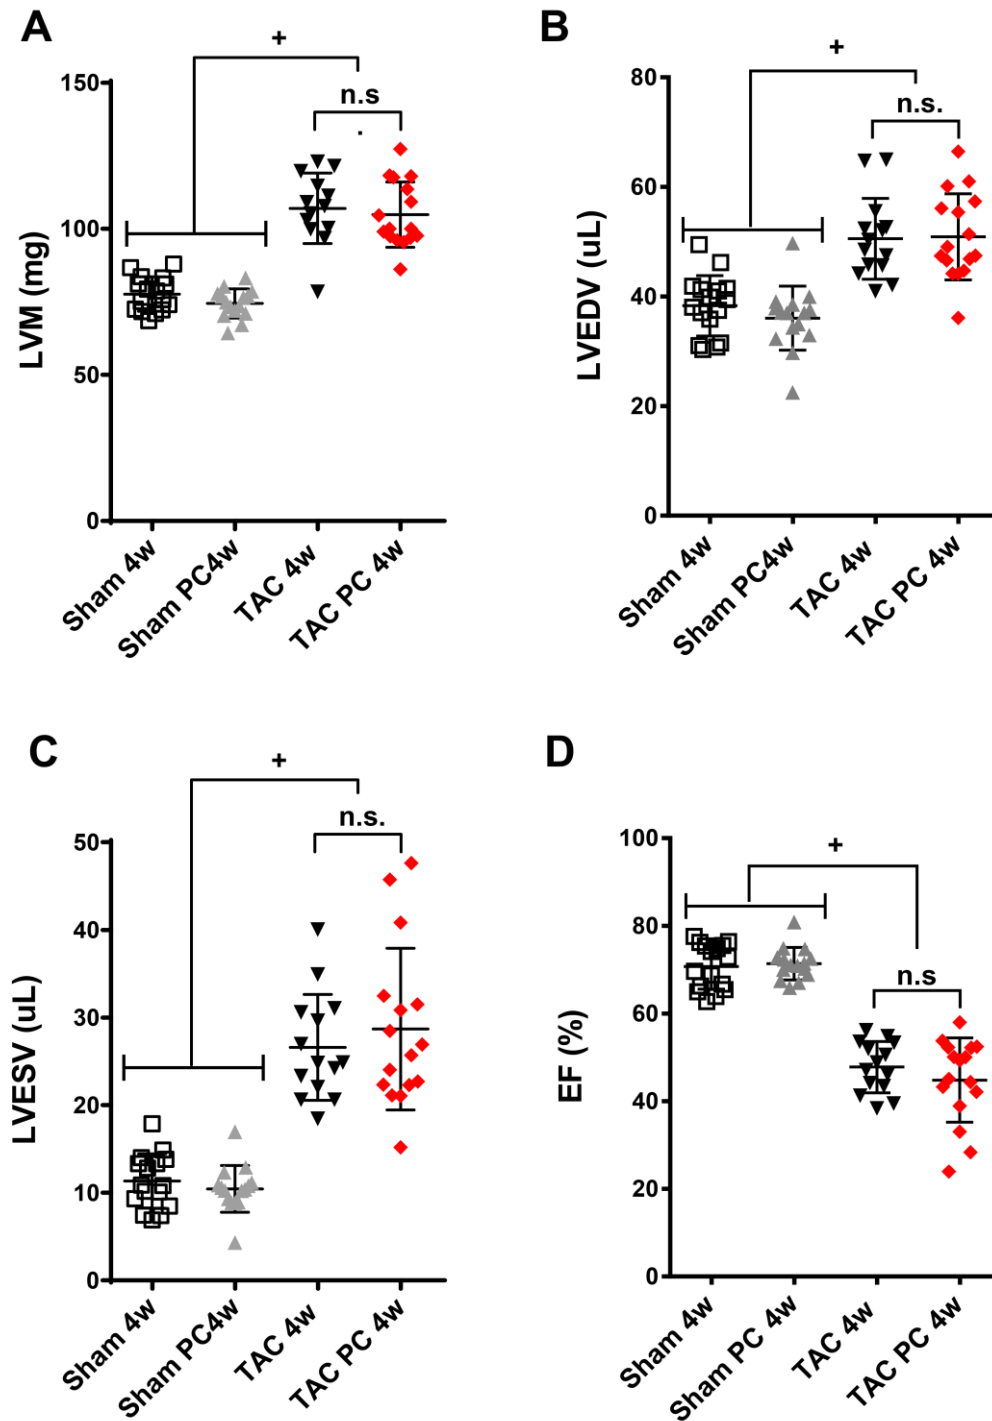 A
+
n.s
.
LVM (mg)
150
100
50
0
Sham 4w
Sham PC4w
TAC 4w
TAC PC 4w
B
+
n.s.
LVEDV (uL)
80
60
40
20
0
Sham 4w
Sham PC4w
TAC 4w
TAC PC 4w
C
+
n.s.
LVESV (uL)
50
40
30
20
10
0
Sham 4w
Sham PC4w
TAC 4w
TAC PC 4w
D
+
n.s
EF (%)
100
80
60
40
20
0
Sham 4w
Sham PC 4w
TAC 4w
TAC PC 4w